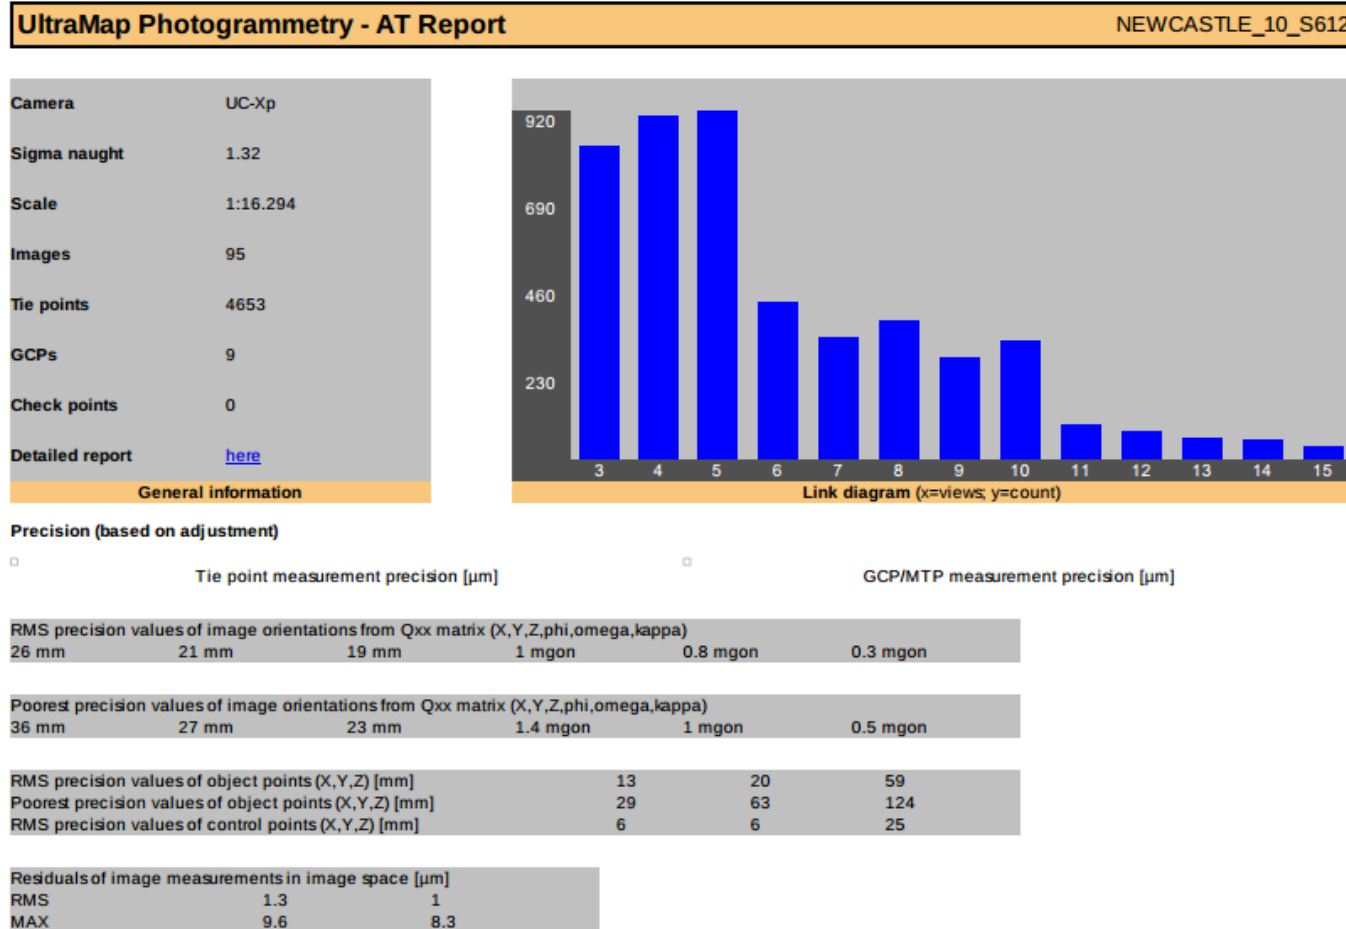 UltraMap Photogrammetry - AT Report NEWCASTLE_10_S612
Camera UC-Xp
Sigma naught 1.32
Scale 1:16.294
Images 95
Tie points 4653
GCPs 9
Check points 0
Detailed report here
General information
920
690
460
230
3 4 5 6 7 8 9 10 11 12 13 14 15
Link diagram (x=views; y=count)
Precision (based on adjustment)
Tie point measurement precision [µm] GCP/MTP measurement precision [µm]
RMS precision values of image orientations from Qxx matrix (X,Y,Z,phi,omega,kappa)
26 mm 21 mm 19 mm 1 mgon 0.8 mgon 0.3 mgon
Poorest precision values of image orientations from Qxx matrix (X,Y,Z,phi,omega,kappa)
36 mm 27 mm 23 mm 1.4 mgon 1 mgon 0.5 mgon
RMS precision values of object points (X,Y,Z) [mm] 13 20 59
Poorest precision values of object points (X,Y,Z) [mm] 29 63 124
RMS precision values of control points (X,Y,Z) [mm] 6 6 25
Residuals of image measurements in image space [µm]
RMS 1.3 1
MAX 9.6 8.3